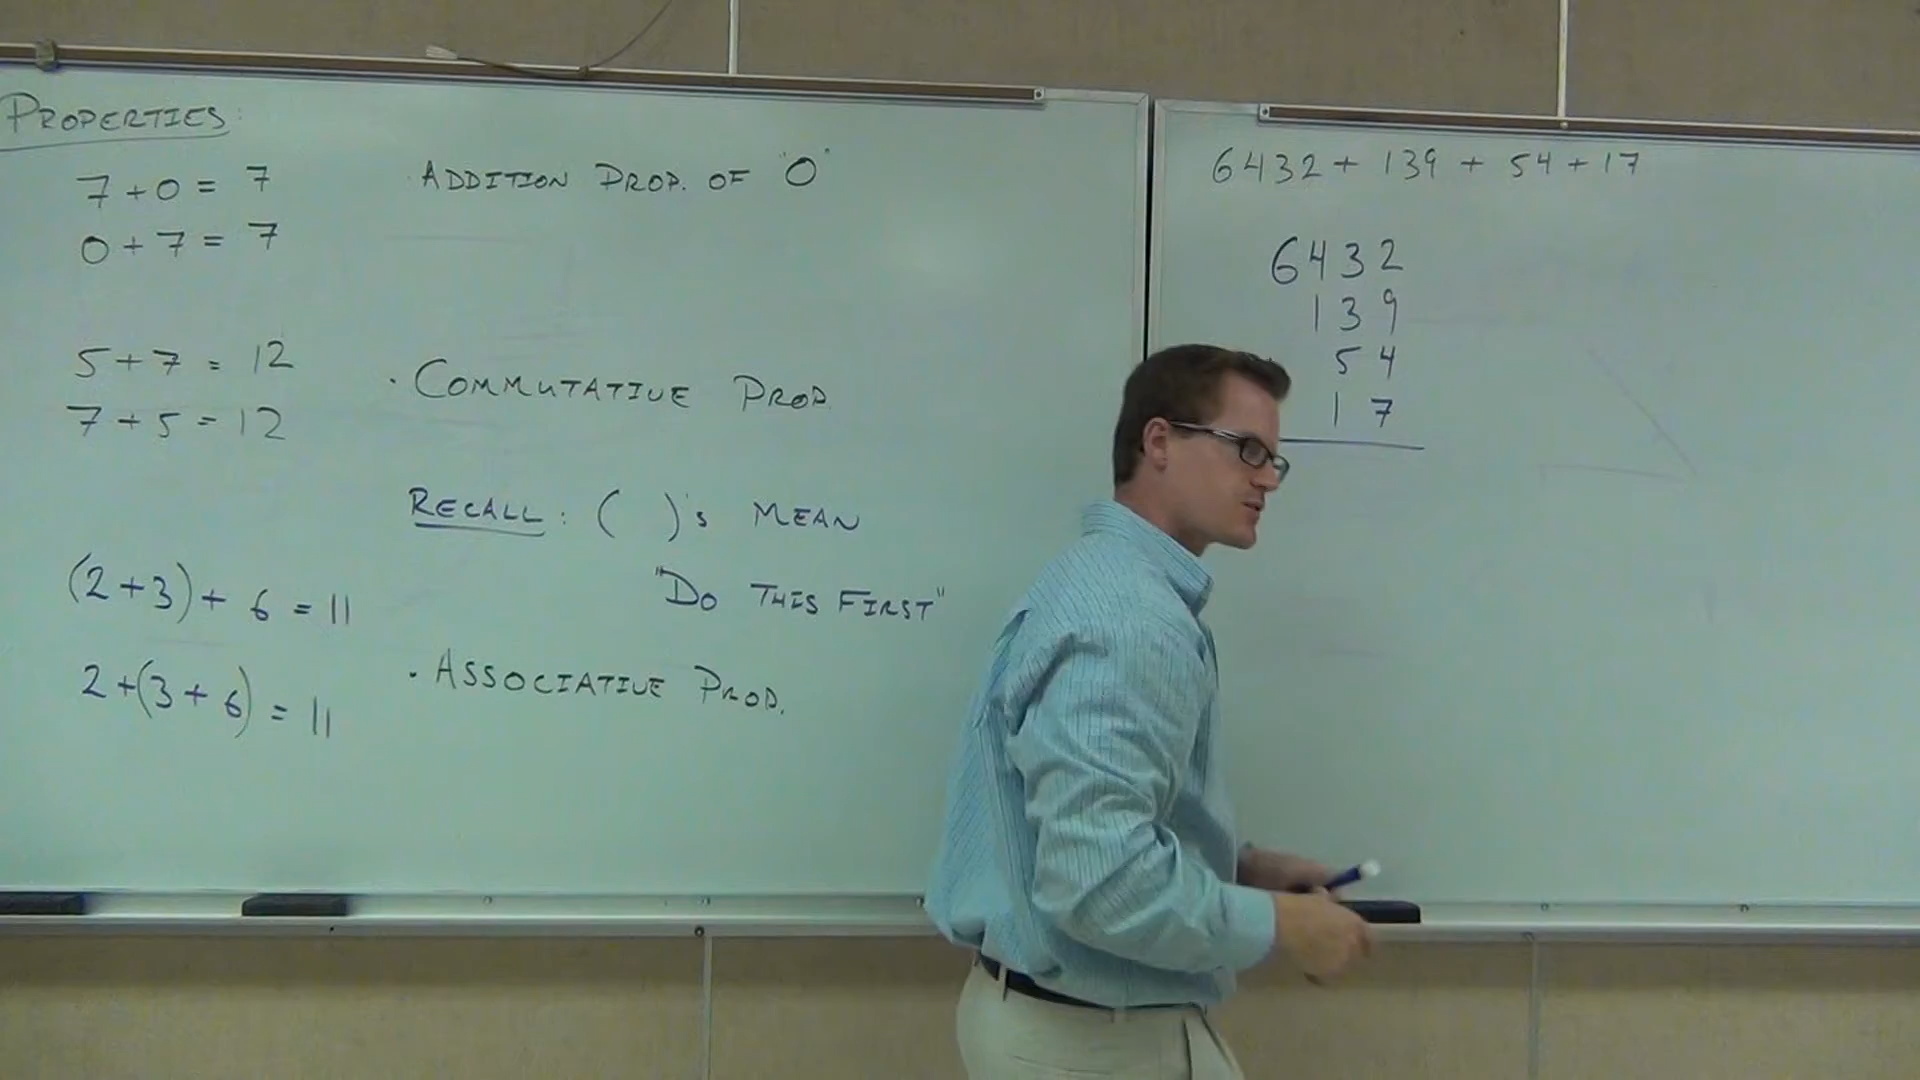 PROPERTIES:
7 + 0 = 7
0 + 7 = 7
· ADDITION PROP. OF "0"
5 + 7 = 12
7 + 5 = 12
· COMMUTATIVE PROP.
RECALL: ( )'s MEAN
"DO THIS FIRST"
(2 + 3) + 6 = 11
2 + (3 + 6) = 11
· ASSOCIATIVE PROP.
6432 + 139 + 54 + 17
6432
139
54
17